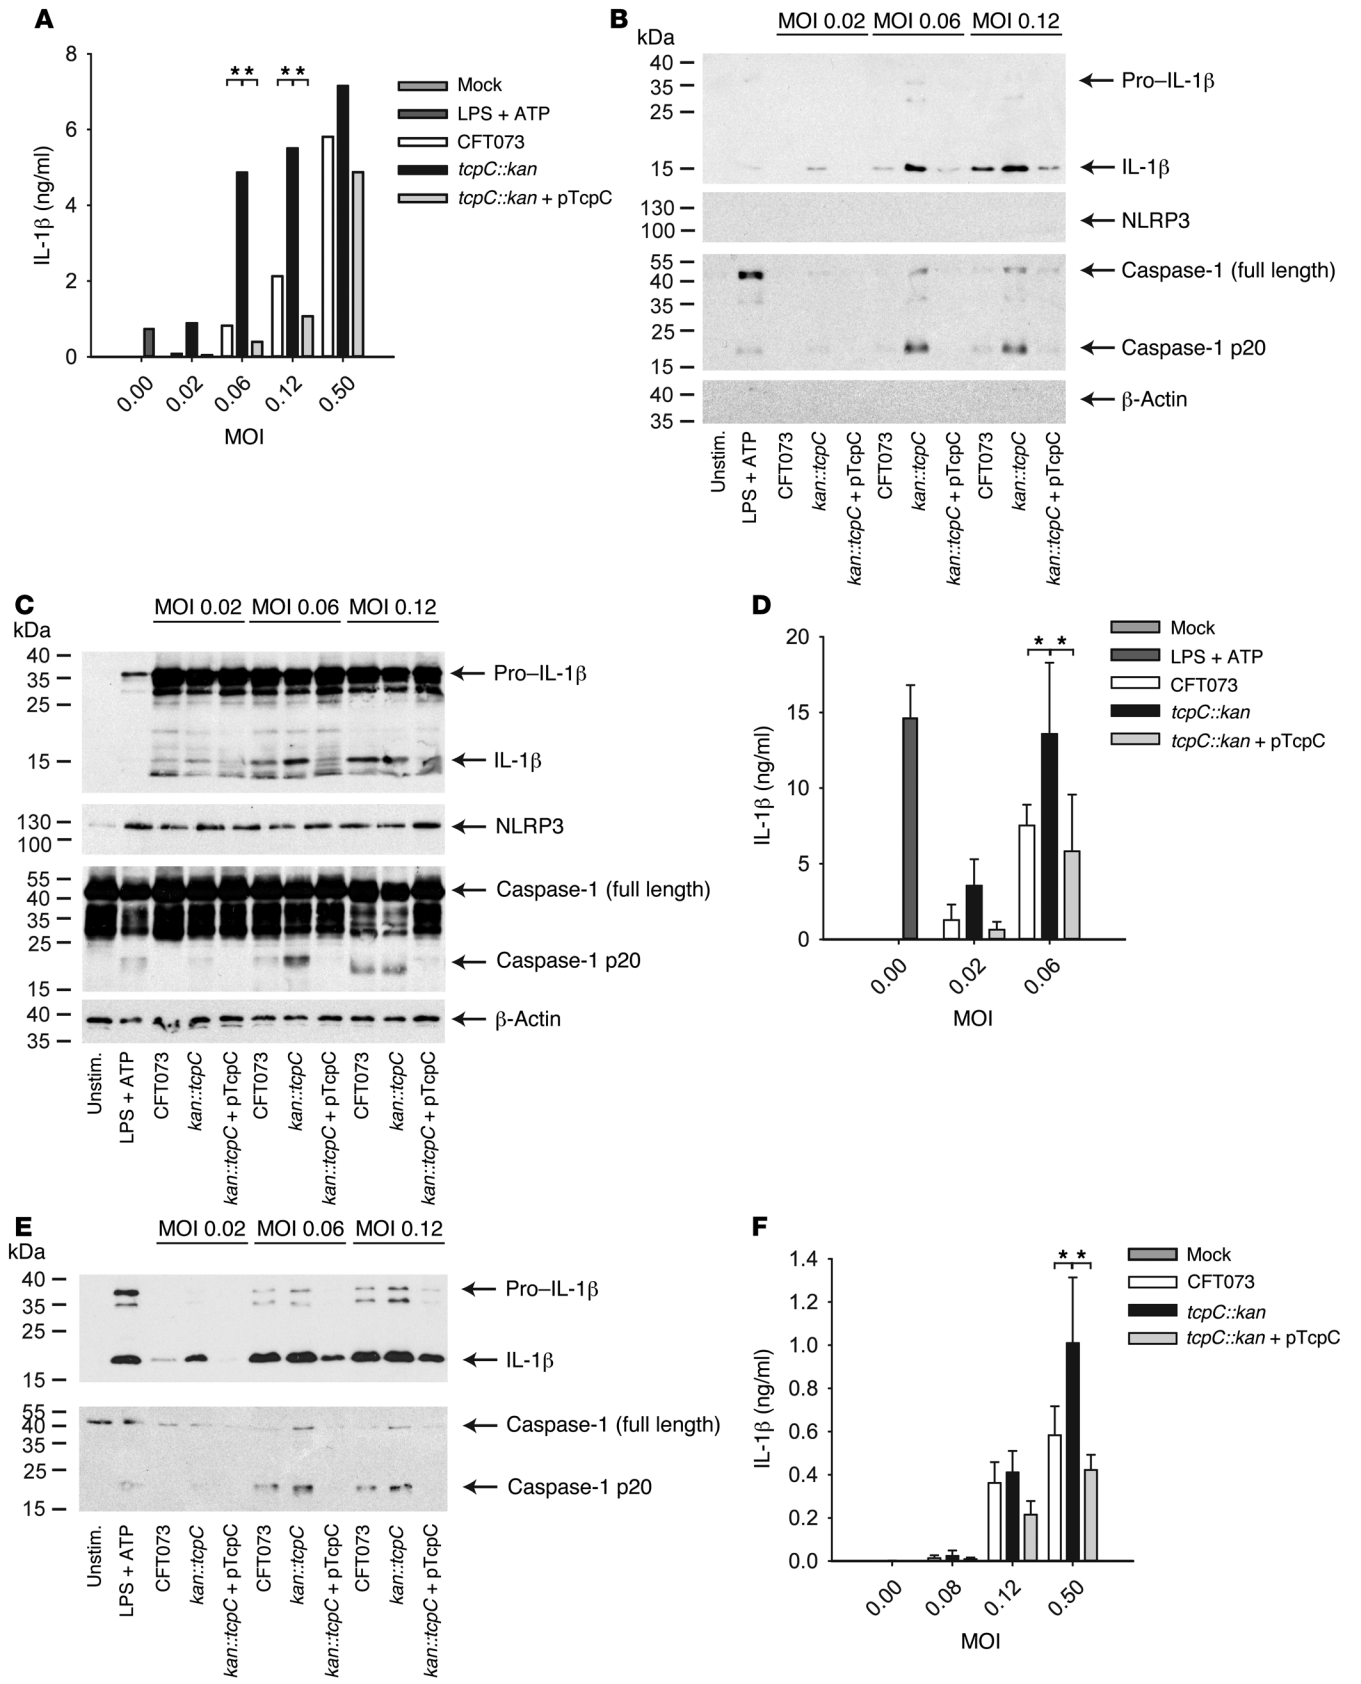 A
8
6
4
2
0
IL-1β (ng/ml)
0.00
0.02
0.06
0.12
0.50
MOI
**
**
Mock
LPS + ATP
CFT073
tcpC::kan
tcpC::kan + pTcpC
B
MOI 0.02 MOI 0.06 MOI 0.12
kDa
40
35
25
15
Pro–IL-1β
IL-1β
130
100
NLRP3
55
40
35
25
15
Caspase-1 (full length)
Caspase-1 p20
40
35
β-Actin
Unstim.
LPS + ATP
CFT073
kan::tcpC
kan::tcpC + pTcpC
CFT073
kan::tcpC
kan::tcpC + pTcpC
CFT073
kan::tcpC
kan::tcpC + pTcpC
C
MOI 0.02 MOI 0.06 MOI 0.12
kDa
40
35
25
15
Pro–IL-1β
IL-1β
130
100
NLRP3
55
40
35
25
15
Caspase-1 (full length)
Caspase-1 p20
40
35
β-Actin
Unstim.
LPS + ATP
CFT073
kan::tcpC
kan::tcpC + pTcpC
CFT073
kan::tcpC
kan::tcpC + pTcpC
CFT073
kan::tcpC
kan::tcpC + pTcpC
D
20
15
10
5
0
IL-1β (ng/ml)
0.00
0.02
0.06
MOI
* *
Mock
LPS + ATP
CFT073
tcpC::kan
tcpC::kan + pTcpC
E
MOI 0.02 MOI 0.06 MOI 0.12
kDa
40
35
25
15
Pro–IL-1β
IL-1β
55
40
35
25
15
Caspase-1 (full length)
Caspase-1 p20
Unstim.
LPS + ATP
CFT073
kan::tcpC
kan::tcpC + pTcpC
CFT073
kan::tcpC
kan::tcpC + pTcpC
CFT073
kan::tcpC
kan::tcpC + pTcpC
F
1.4
1.2
1.0
0.8
0.6
0.4
0.2
0.0
IL-1β (ng/ml)
0.00
0.08
0.12
0.50
MOI
* *
Mock
CFT073
tcpC::kan
tcpC::kan + pTcpC